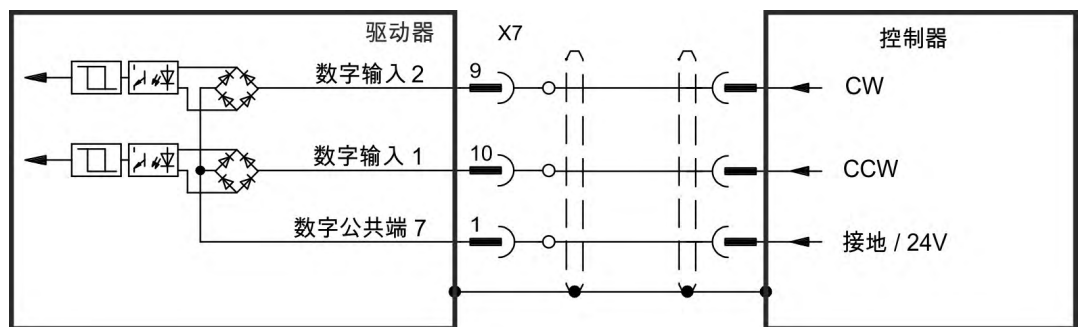 驱动器
X7
控制器
数字输入 2
9
CW
数字输入 1
10
CCW
数字公共端 7
1
接地 / 24V